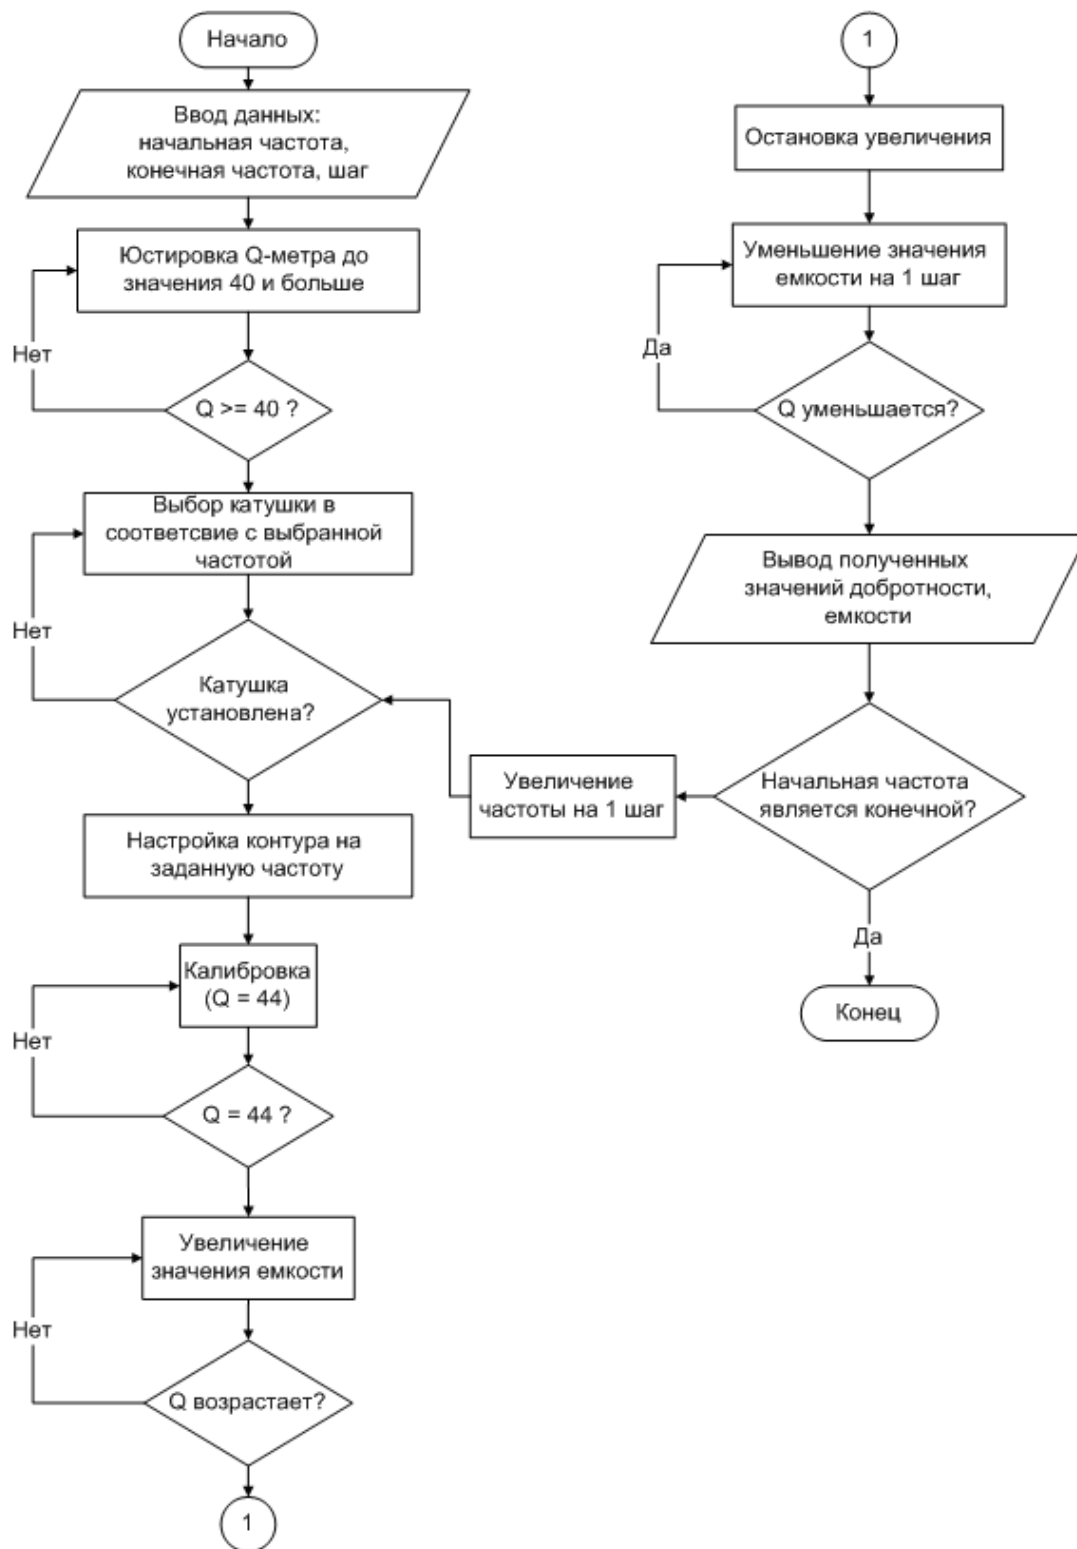 Начало
Ввод данных:
начальная частота,
конечная частота, шаг
Юстировка Q-метра до
значения 40 и больше
Нет
Q >= 40 ?
Выбор катушки в
соответсвие с выбранной
частотой
Нет
Катушка
установлена?
Настройка контура на
заданную частоту
Калибровка
(Q = 44)
Нет
Q = 44 ?
Увеличение
значения емкости
Нет
Q возрастает?
1
1
Остановка увеличения
Уменьшение значения
емкости на 1 шаг
Да
Q уменьшается?
Вывод полученных
значений добротности,
емкости
Начальная частота
является конечной?
Увеличение
частоты на 1 шаг
Да
Конец